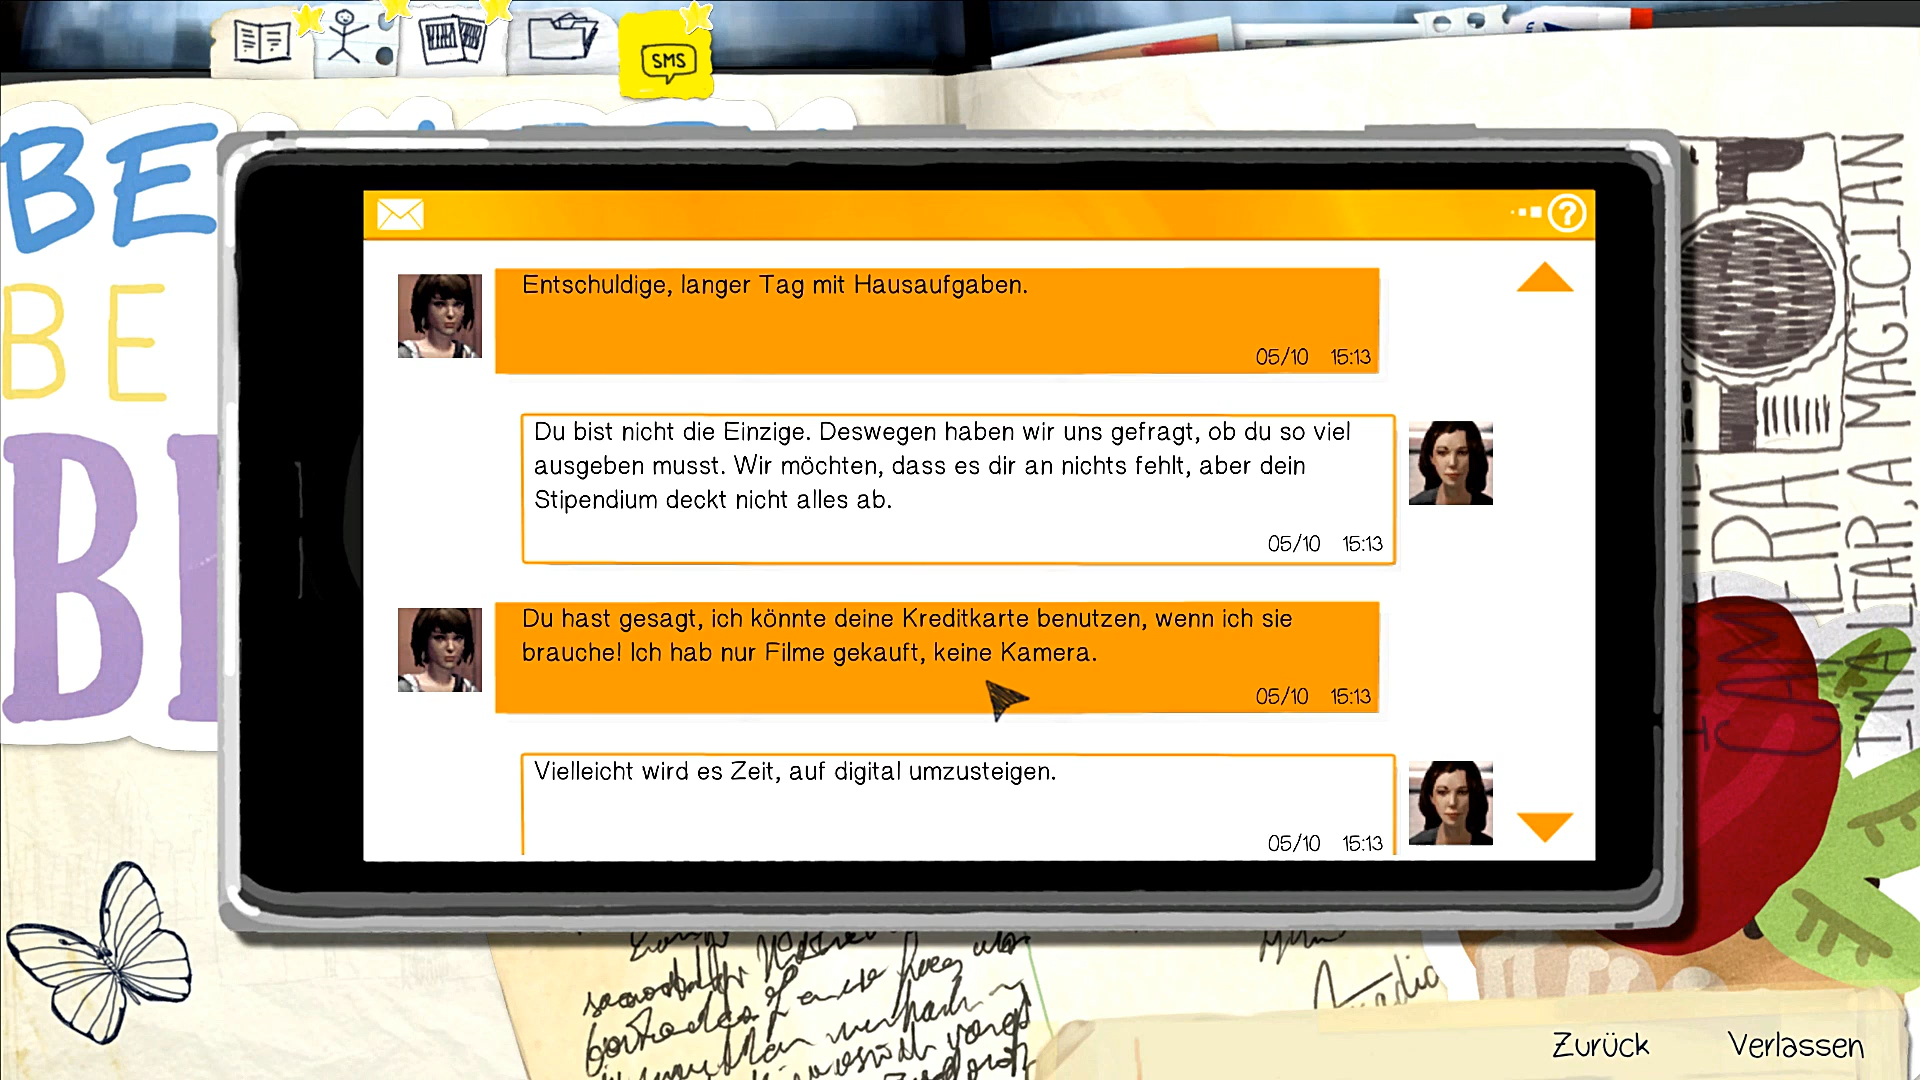 SMS
BE
BE
Entschuldige, langer Tag mit Hausaufgaben.
05/10 15:13
Du bist nicht die Einzige. Deswegen haben wir uns gefragt, ob du so viel
ausgeben musst. Wir möchten, dass es dir an nichts fehlt, aber dein
Stipendium deckt nicht alles ab.
05/10 15:13
Du hast gesagt, ich könnte deine Kreditkarte benutzen, wenn ich sie
brauche! Ich hab nur Filme gekauft, keine Kamera.
05/10 15:13
Vielleicht wird es Zeit, auf digital umzusteigen.
05/10 15:13
CAMERA
A MAGICIAN
Zurück
Verlassen